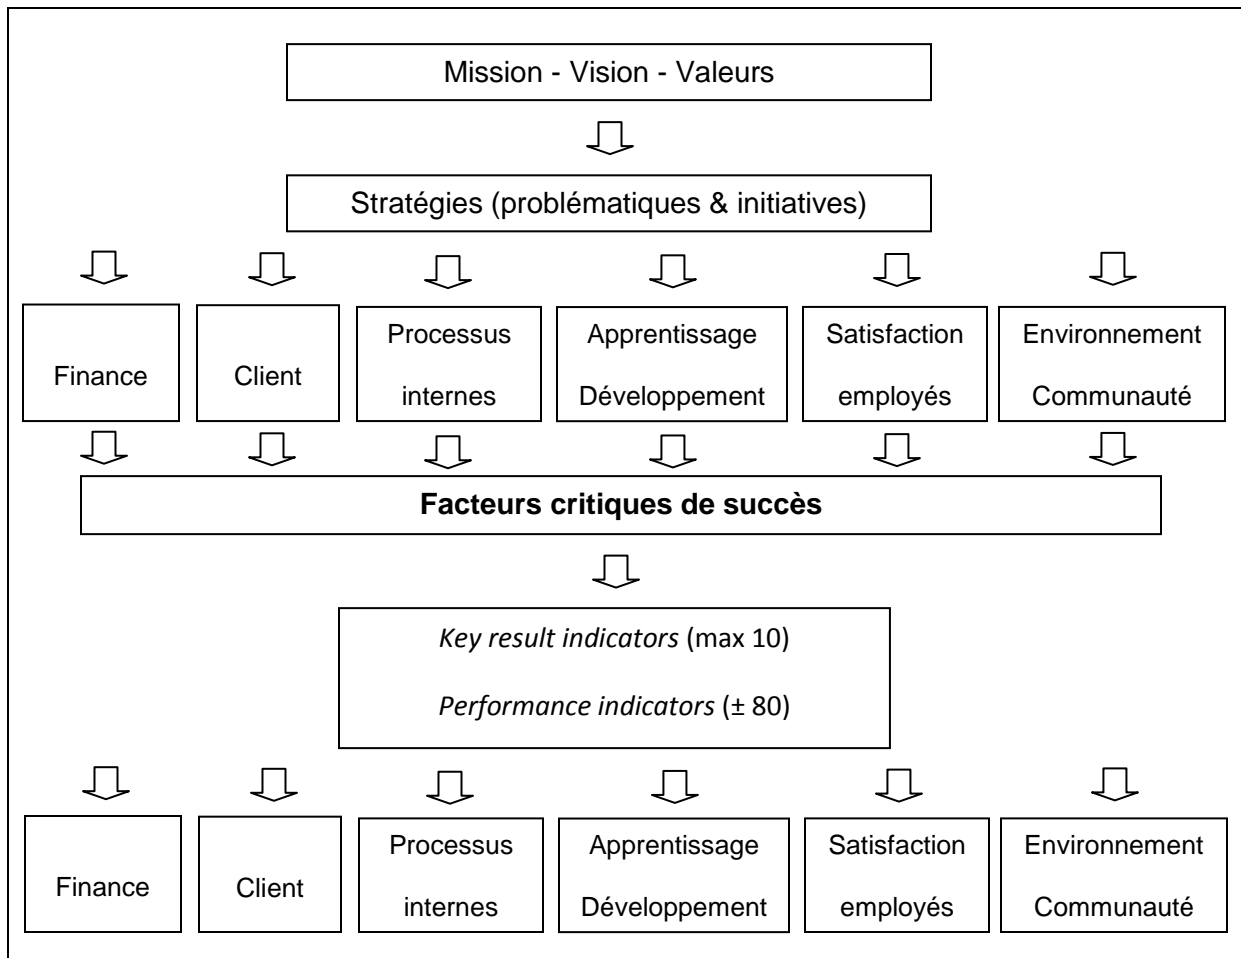 Mission - Vision - Valeurs
Stratégies (problématiques & initiatives)
Finance
Client
Processus
internes
Apprentissage
Développement
Satisfaction
employés
Environnement
Communauté
Facteurs critiques de succès
Key result indicators (max 10)
Performance indicators (± 80)
Finance
Client
Processus
internes
Apprentissage
Développement
Satisfaction
employés
Environnement
Communauté